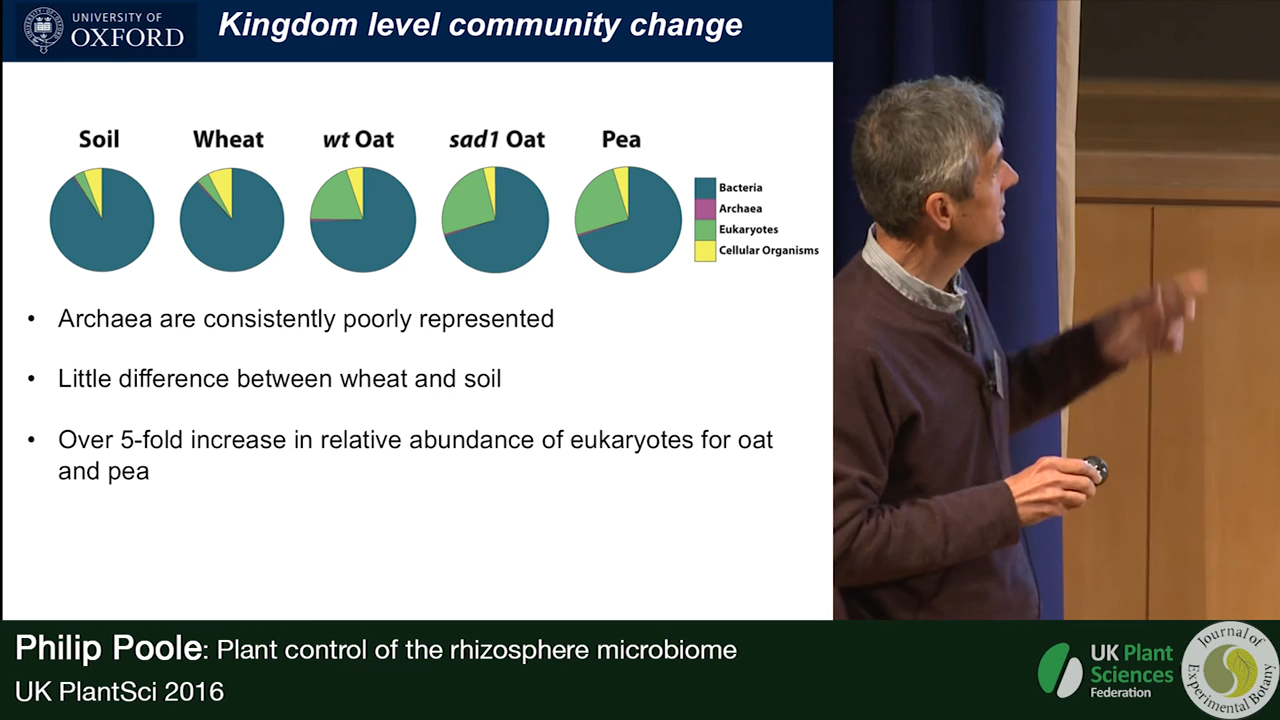 UNIVERSITY OF
OXFORD
Kingdom level community change
Soil
Wheat
wt Oat
sad1 Oat
Pea
Bacteria
Archaea
Eukaryotes
Cellular Organisms
• Archaea are consistently poorly represented
• Little difference between wheat and soil
• Over 5-fold increase in relative abundance of eukaryotes for oat
and pea
Philip Poole: Plant control of the rhizosphere microbiome
UK PlantSci 2016
UK Plant
Sciences
Federation
Journal of
Experimental Botany